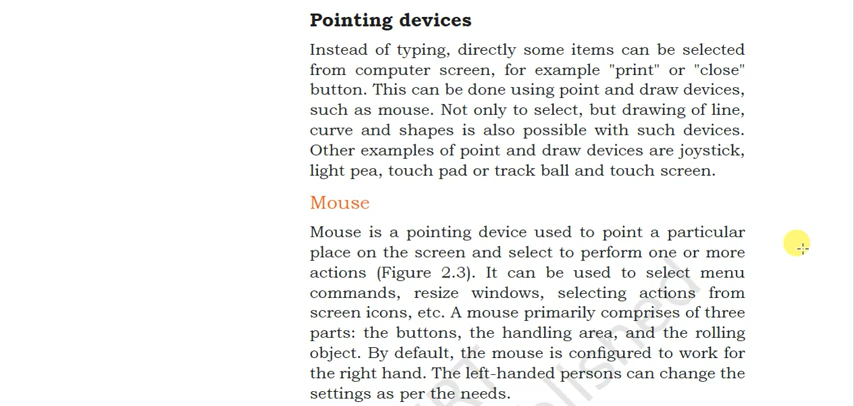 Pointing devices
Instead of typing, directly some items can be selected
from computer screen, for example "print" or "close"
button. This can be done using point and draw devices,
such as mouse. Not only to select, but drawing of line,
curve and shapes is also possible with such devices.
Other examples of point and draw devices are joystick,
light pea, touch pad or track ball and touch screen.
Mouse
Mouse is a pointing device used to point a particular
place on the screen and select to perform one or more
actions (Figure 2.3). It can be used to select menu
commands, resize windows, selecting actions from
screen icons, etc. A mouse primarily comprises of three
parts: the buttons, the handling area, and the rolling
object. By default, the mouse is configured to work for
the right hand. The left-handed persons can change the
settings as per the needs.